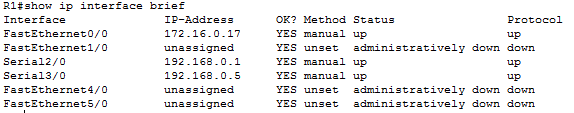 R1#show ip interface brief
Interface IP-Address OK? Method Status Protocol
FastEthernet0/0 172.16.0.17 YES manual up up
FastEthernet1/0 unassigned YES unset administratively down down
Serial2/0 192.168.0.1 YES manual up up
Serial3/0 192.168.0.5 YES manual up up
FastEthernet4/0 unassigned YES unset administratively down down
FastEthernet5/0 unassigned YES unset administratively down down